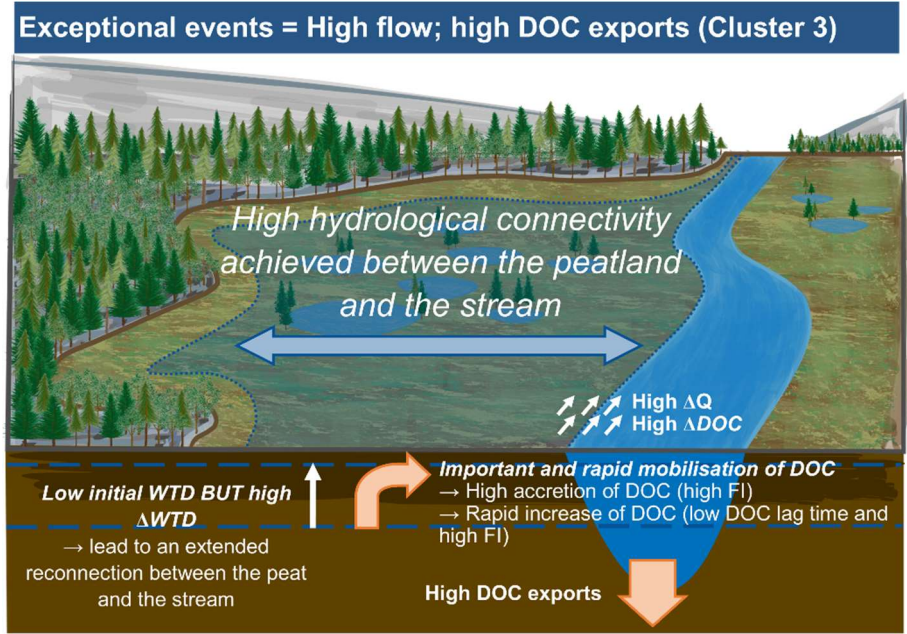 Exceptional events = High flow; high DOC exports (Cluster 3)
High hydrological connectivity
achieved between the peatland
and the stream
High ΔQ
High ΔDOC
Low initial WTD BUT high
ΔWTD
→ lead to an extended
reconnection between the peat
and the stream
Important and rapid mobilisation of DOC
→ High accretion of DOC (high FI)
→ Rapid increase of DOC (low DOC lag time and
high FI)
High DOC exports